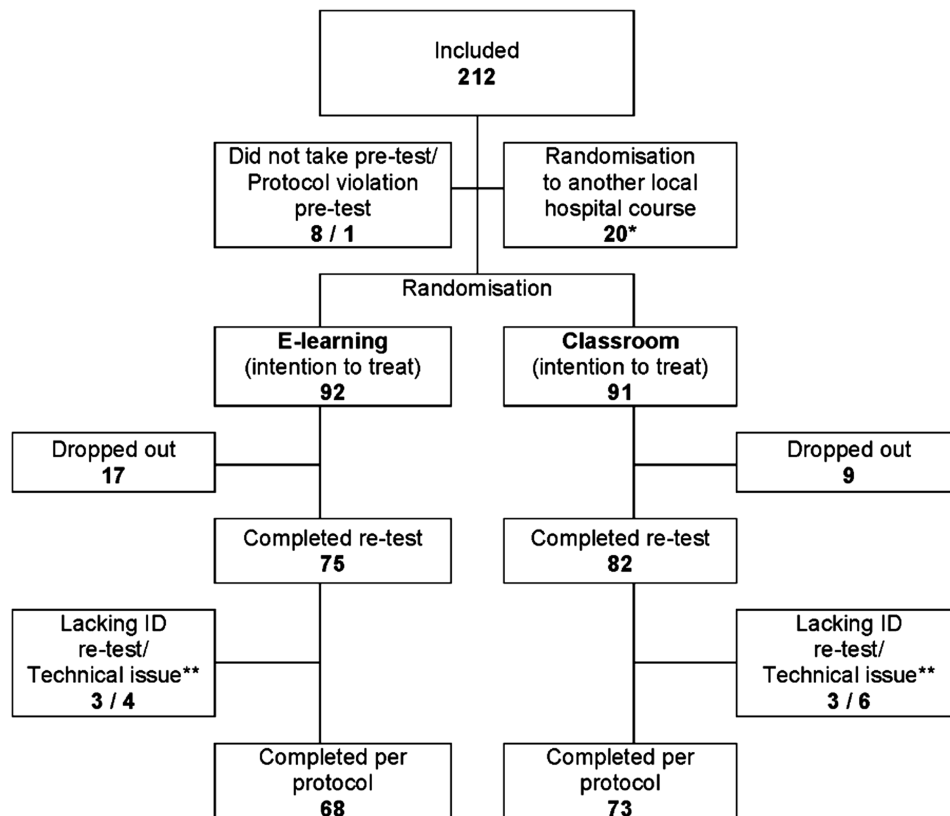 Included
212
Did not take pre-test/
Protocol violation
pre-test
8 / 1
Randomisation
to another local
hospital course
20*
Randomisation
E-learning
(intention to treat)
92
Classroom
(intention to treat)
91
Dropped out
17
Dropped out
9
Completed re-test
75
Completed re-test
82
Lacking ID
re-test/
Technical issue**
3 / 4
Lacking ID
re-test/
Technical issue**
3 / 6
Completed per
protocol
68
Completed per
protocol
73